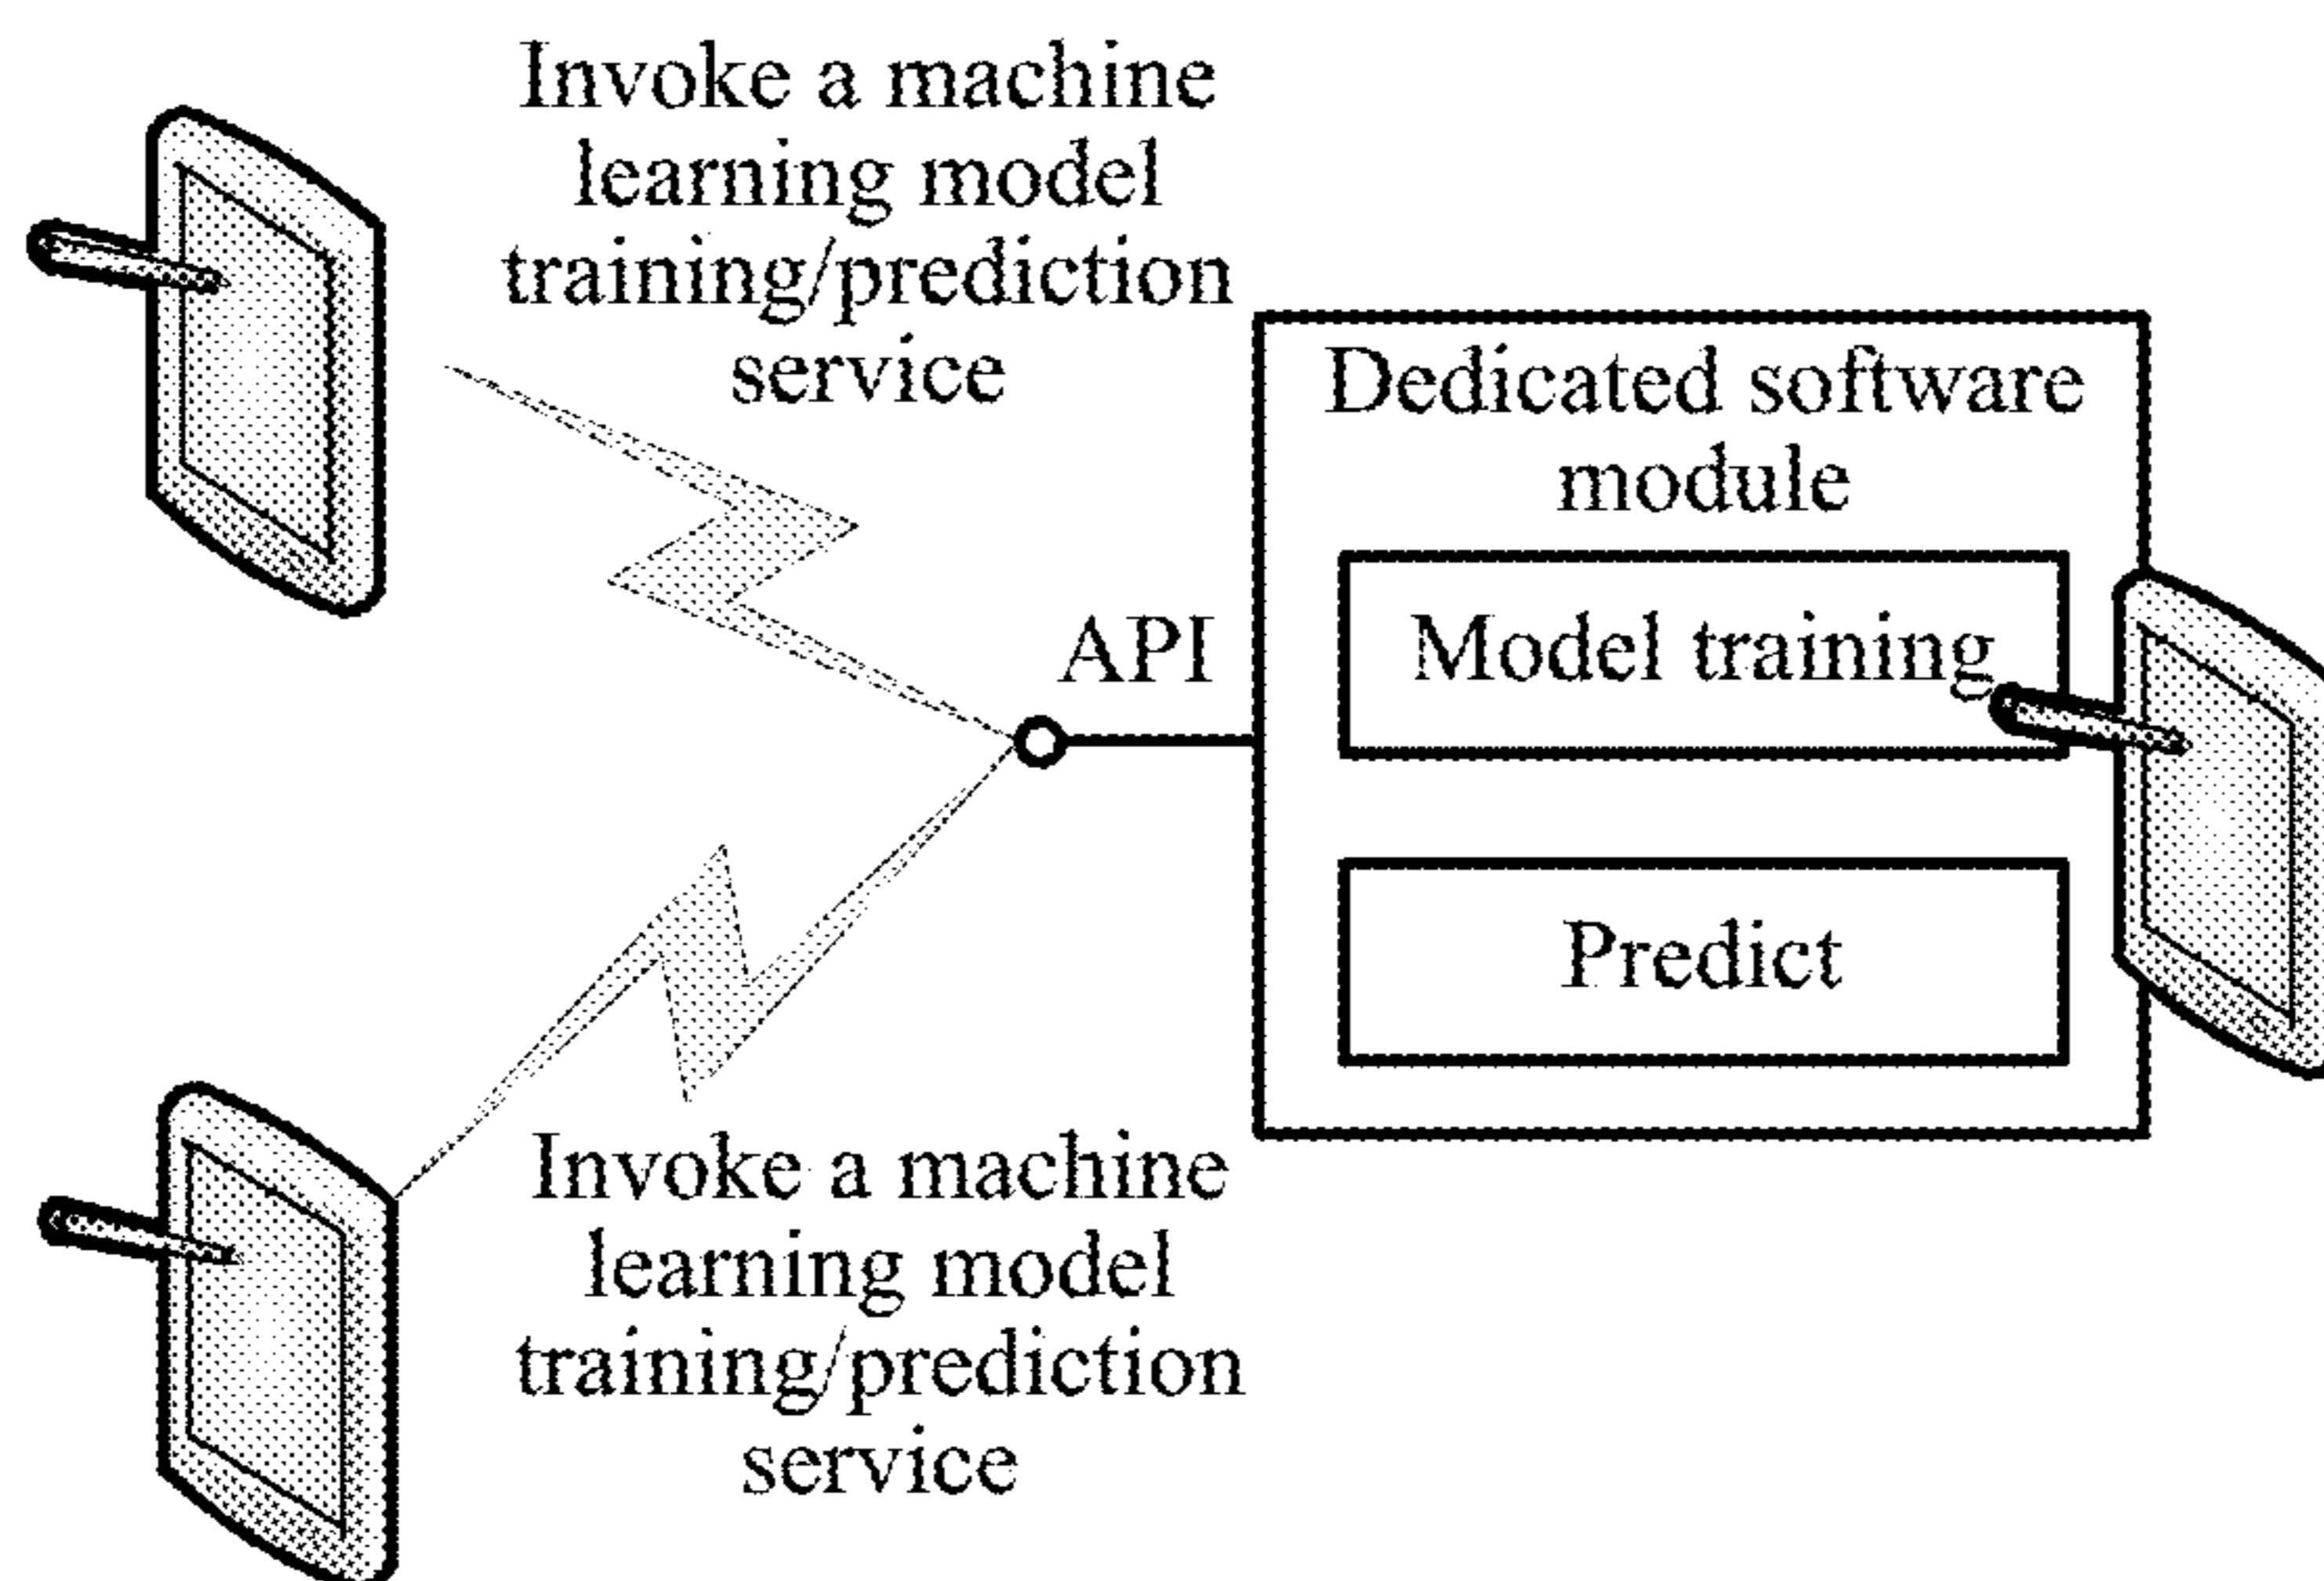 Invoke a machine
learning model
training/prediction
service
Dedicated software
module
API
Model training
Predict
Invoke a machine
learning model
training/prediction
service